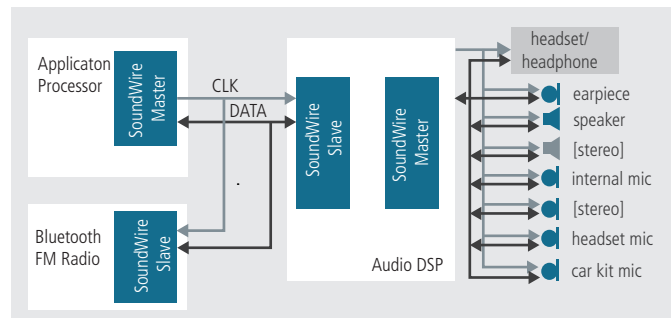 Applicaton
Processor
SoundWire
Master
CLK
DATA
Bluetooth
FM Radio
SoundWire
Slave
SoundWire
Slave
SoundWire
Master
Audio DSP
headset/
headphone
earpiece
speaker
[stereo]
internal mic
[stereo]
headset mic
car kit mic